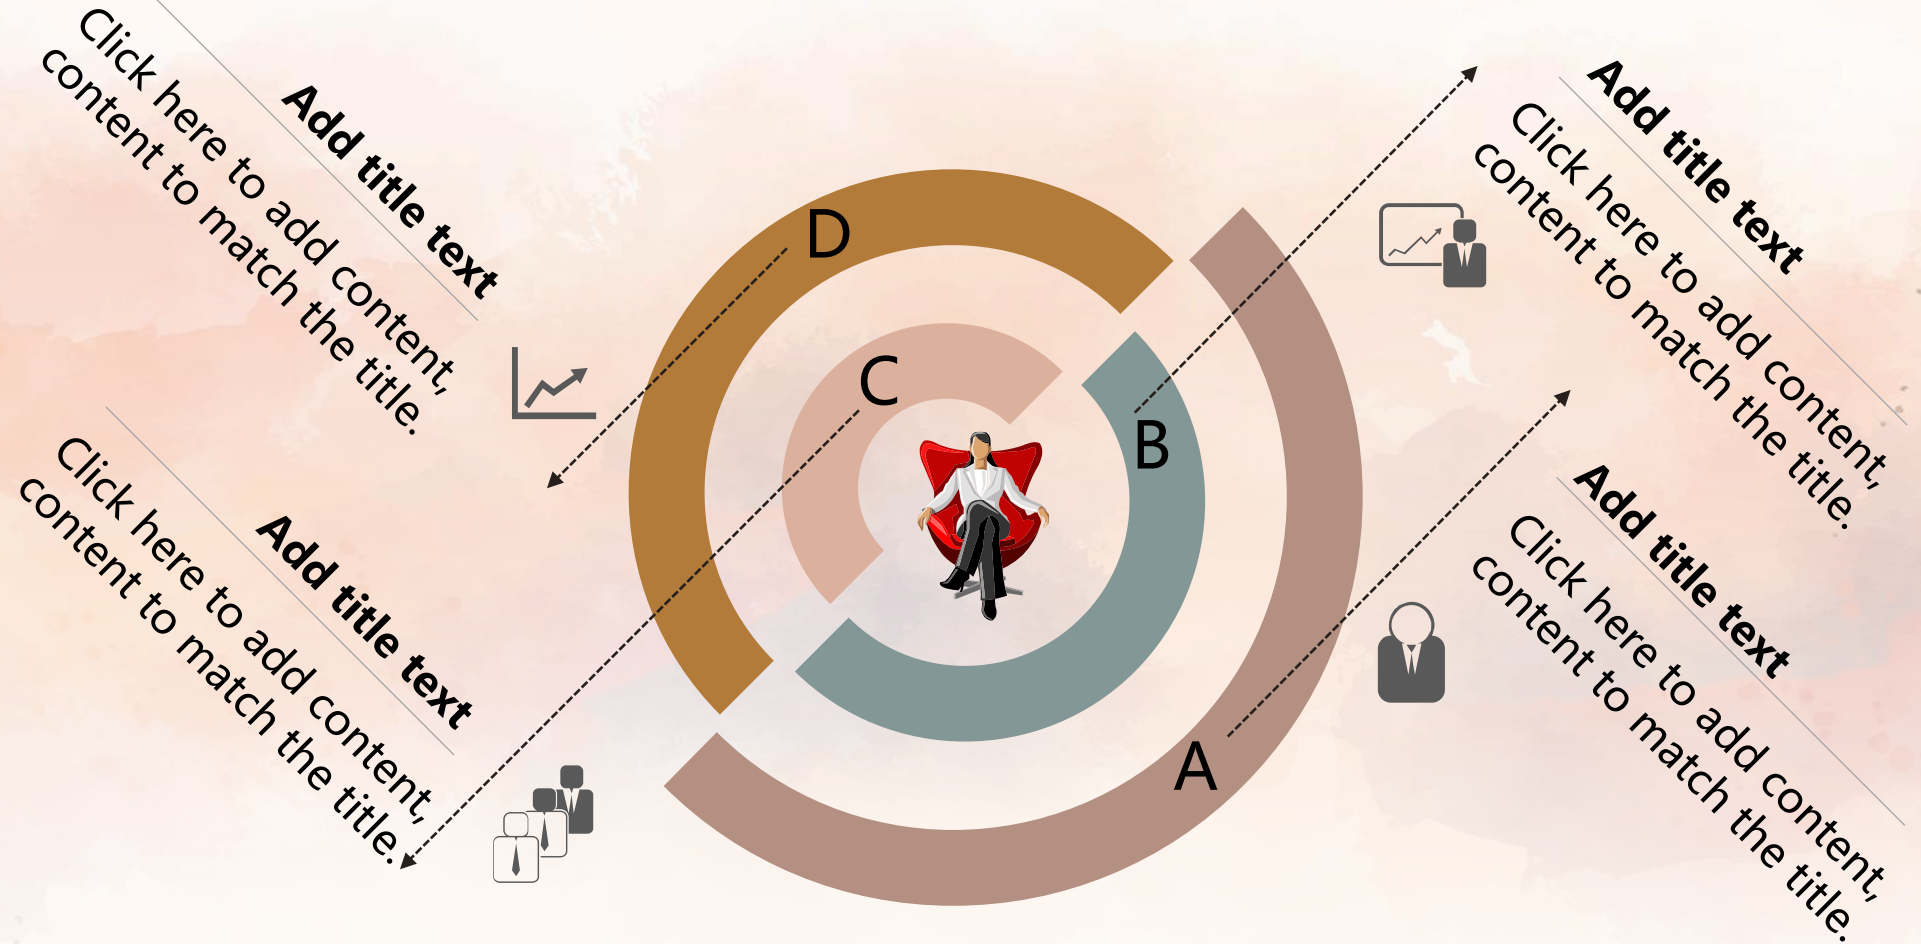 Add title text
Click here to add content,
content to match the title.
Add title text
Click here to add content,
content to match the title.
D
C
B
A
Add title text
Click here to add content,
content to match the title.
Add title text
Click here to add content,
content to match the title.